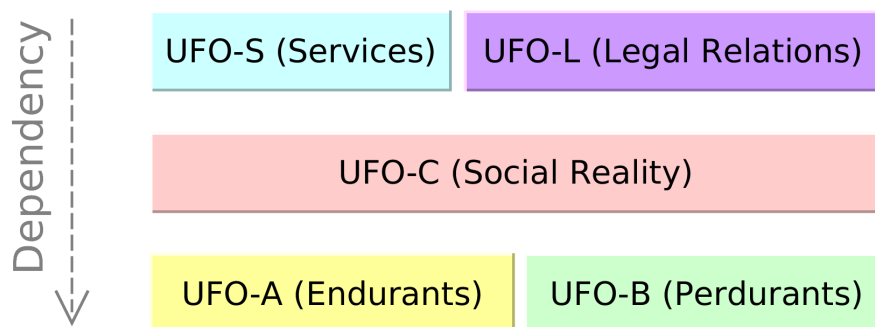 Dependency
UFO-S (Services)
UFO-L (Legal Relations)
UFO-C (Social Reality)
UFO-A (Endurants)
UFO-B (Perdurants)